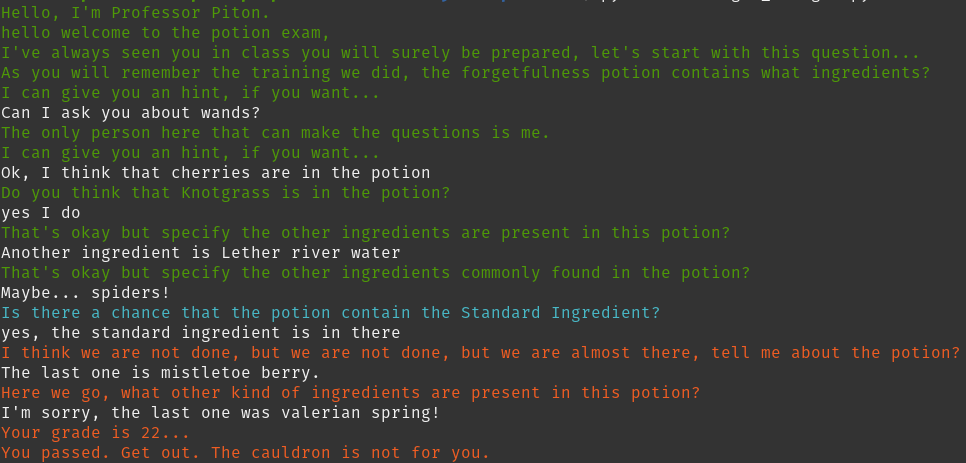 Hello, I'm Professor Piton.
hello welcome to the potion exam,
I've always seen you in class you will surely be prepared, let's start with this question...
As you will remember the training we did, the forgetfulness potion contains what ingredients?
I can give you an hint, if you want...
Can I ask you about wands?
The only person here that can make the questions is me.
I can give you an hint, if you want...
Ok, I think that cherries are in the potion
Do you think that Knotgrass is in the potion?
yes I do
That's okay but specify the other ingredients are present in this potion?
Another ingredient is Lether river water
That's okay but specify the other ingredients commonly found in the potion?
Maybe... spiders!
Is there a chance that the potion contain the Standard Ingredient?
yes, the standard ingredient is in there
I think we are not done, but we are not done, but we are almost there, tell me about the potion?
The last one is mistletoe berry.
Here we go, what other kind of ingredients are present in this potion?
I'm sorry, the last one was valerian spring!
Your grade is 22...
You passed. Get out. The cauldron is not for you.